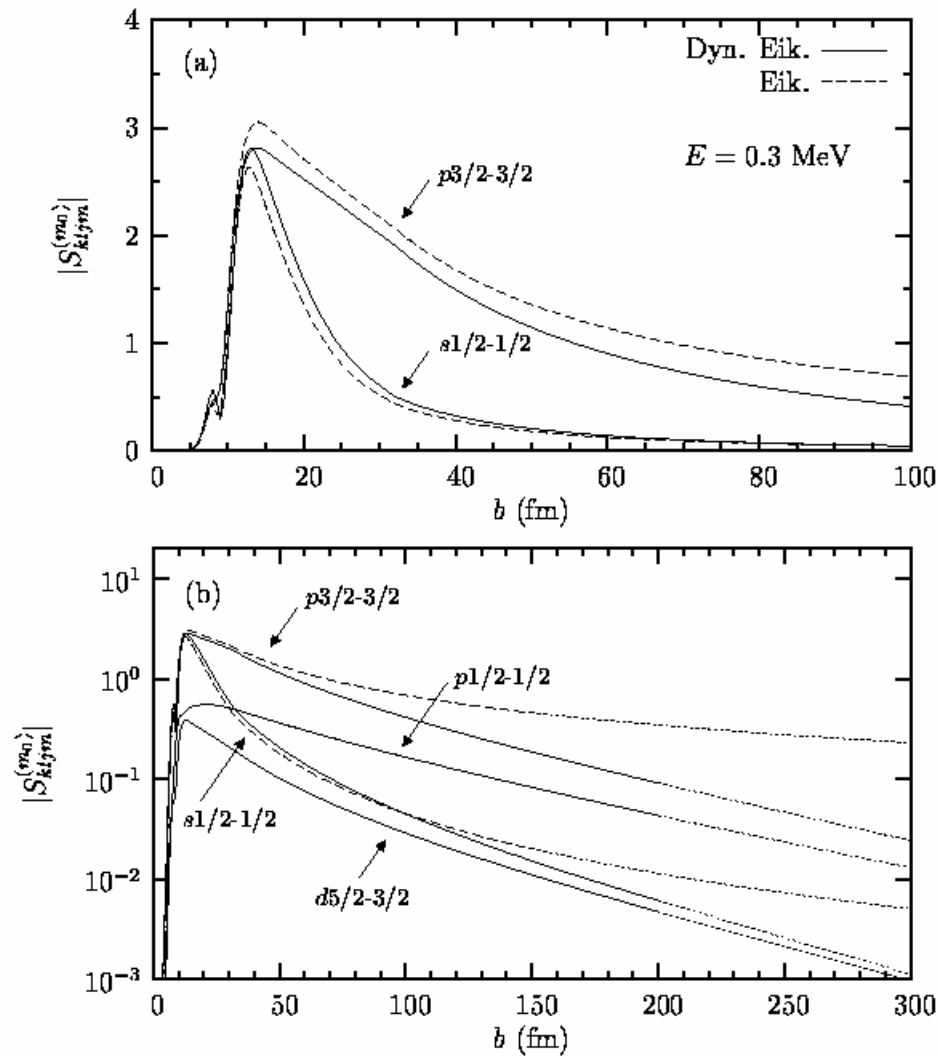 4
(a)
Dyn. Eik.
Eik.
3
E = 0.3 MeV
p3/2-3/2
|S_{kljm}^{(m_0)}|
2
s1/2-1/2
1
0
0 20 40 60 80 100
b (fm)
10^1
(b)
p3/2-3/2
p1/2-1/2
10^0
|S_{kljm}^{(m_0)}|
10^{-1}
s1/2-1/2
d5/2-3/2
10^{-2}
10^{-3}
0 50 100 150 200 250 300
b (fm)